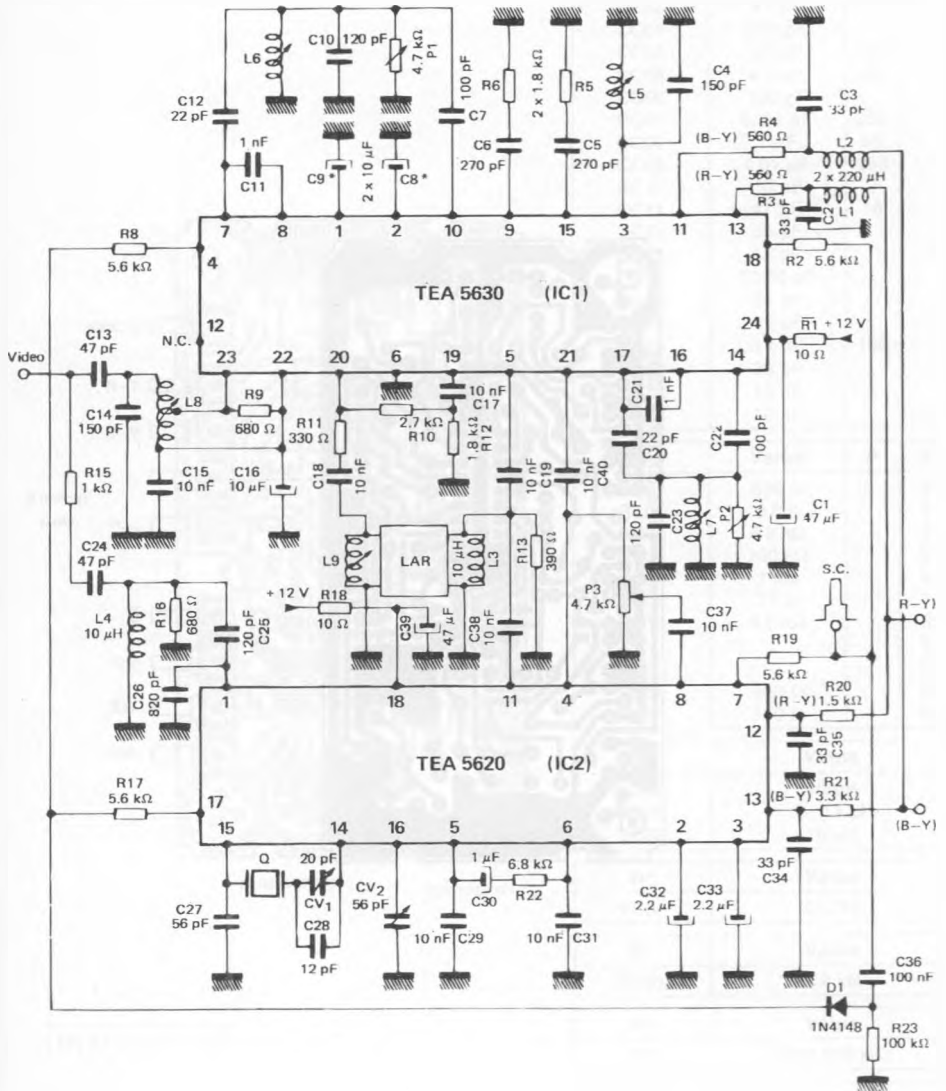 C12
22 pF
L6
C10
120 pF
4.7 kΩ
P1
C11
1 nF
C9*
2 x 10 µF
C8*
100 pF
C7
R6
2 x 1.8 kΩ
R5
C6
270 pF
C5
270 pF
L5
C4
150 pF
C3
33 pF
R4
(B-Y)
560 Ω
(R-Y)
560 Ω
R3
L2
2 x 220 µH
L1
33 pF
C2
7
8
1
2
10
9
15
3
11
13
R8
5.6 kΩ
4
18
R2
5.6 kΩ
TEA 5630 (IC1)
12
N.C.
24
R1
+ 12 V
10 Ω
23
22
20
6
19
5
21
17
16
14
Video
C13
47 pF
C14
150 pF
L8
R9
680 Ω
R15
1 kΩ
C15
10 nF
C16
10 µF
R11
330 Ω
C18
10 nF
2.7 kΩ
R10
10 nF
C17
1.8 kΩ
R12
10 nF
C19
10 nF
C40
C21
1 nF
22 pF
C20
C22
100 pF
120 pF
C23
L7
P2
4.7 kΩ
C1
47 µF
L9
LAR
10 µH
L3
R13
390 Ω
C24
47 pF
L4
10 µH
R16
680 Ω
120 pF
C25
C26
820 pF
+ 12 V
R18
10 Ω
C39
47 µF
C38
10 nF
P3
4.7 kΩ
C37
10 nF
S.C.
R19
5.6 kΩ
R-Y)
1
18
11
4
8
7
12
(R-Y)
R20
1.5 kΩ
33 pF
C35
TEA 5620 (IC2)
R17
5.6 kΩ
17
13
(B-Y)
R21
3.3 kΩ
(B-Y)
33 pF
C34
15
14
16
5
6
2
3
Q
20 pF
CV1
C27
56 pF
C28
12 pF
CV2
56 pF
1 µF
C30
6.8 kΩ
R22
10 nF
C29
10 nF
C31
C32
2.2 µF
C33
2.2 µF
C36
100 nF
D1
1N4148
R23
100 kΩ